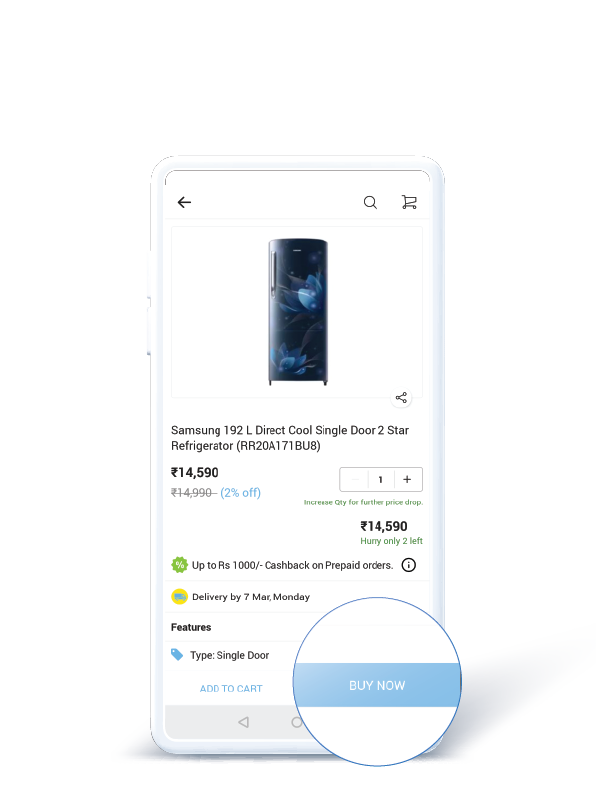 Samsung 192 L Direct Cool Single Door 2 Star
Refrigerator (RR20A171BU8)
₹14,590
₹14,990 (2% off)
1
+
Increase Qty for further price drop.
₹14,590
Hurry only 2 left
% Up to Rs 1000/- Cashback on Prepaid orders.
Delivery by 7 Mar, Monday
Features
Type: Single Door
ADD TO CART
BUY NOW